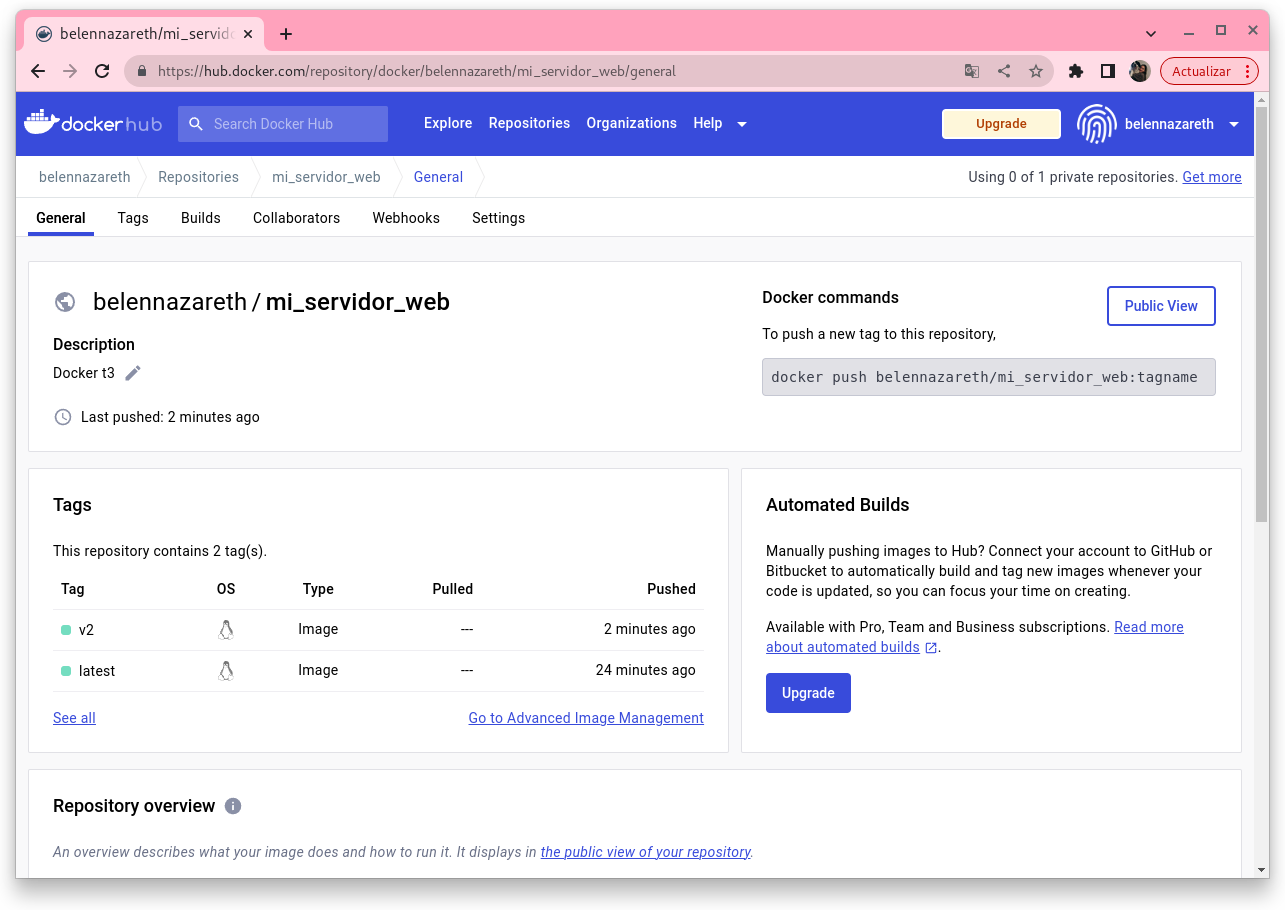 belennazareth/mi_servido
https://hub.docker.com/repository/docker/belennazareth/mi_servidor_web/general
Actualizar
dockerhub
Search Docker Hub
Explore
Repositories
Organizations
Help
Upgrade
belennazareth
belennazareth
Repositories
mi_servidor_web
General
Using 0 of 1 private repositories. Get more
General
Tags
Builds
Collaborators
Webhooks
Settings
belennazareth / mi_servidor_web
Description
Docker t3
Last pushed: 2 minutes ago
Docker commands
Public View
To push a new tag to this repository,
docker push belennazareth/mi_servidor_web:tagname
Tags
This repository contains 2 tag(s).
Tag OS Type Pulled Pushed
v2 Image --- 2 minutes ago
latest Image --- 24 minutes ago
See all
Go to Advanced Image Management
Automated Builds
Manually pushing images to Hub? Connect your account to GitHub or
Bitbucket to automatically build and tag new images whenever your
code is updated, so you can focus your time on creating.
Available with Pro, Team and Business subscriptions. Read more
about automated builds .
Upgrade
Repository overview
An overview describes what your image does and how to run it. It displays in the public view of your repository.